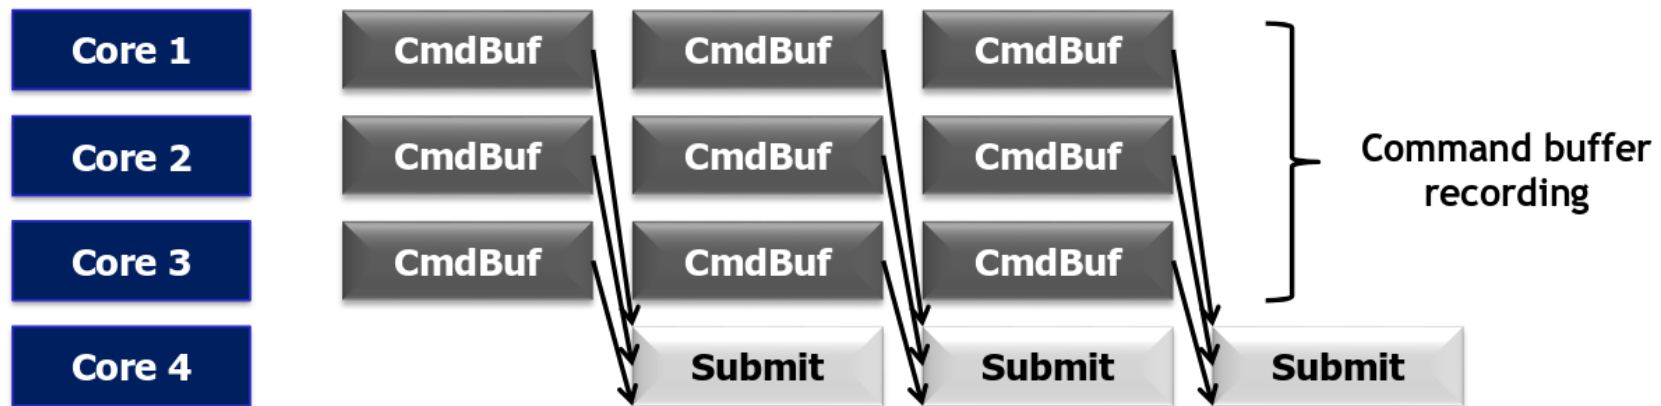 Core 1
CmdBuf
CmdBuf
CmdBuf
Core 2
CmdBuf
CmdBuf
CmdBuf
Core 3
CmdBuf
CmdBuf
CmdBuf
Core 4
Submit
Submit
Submit
Command buffer
recording